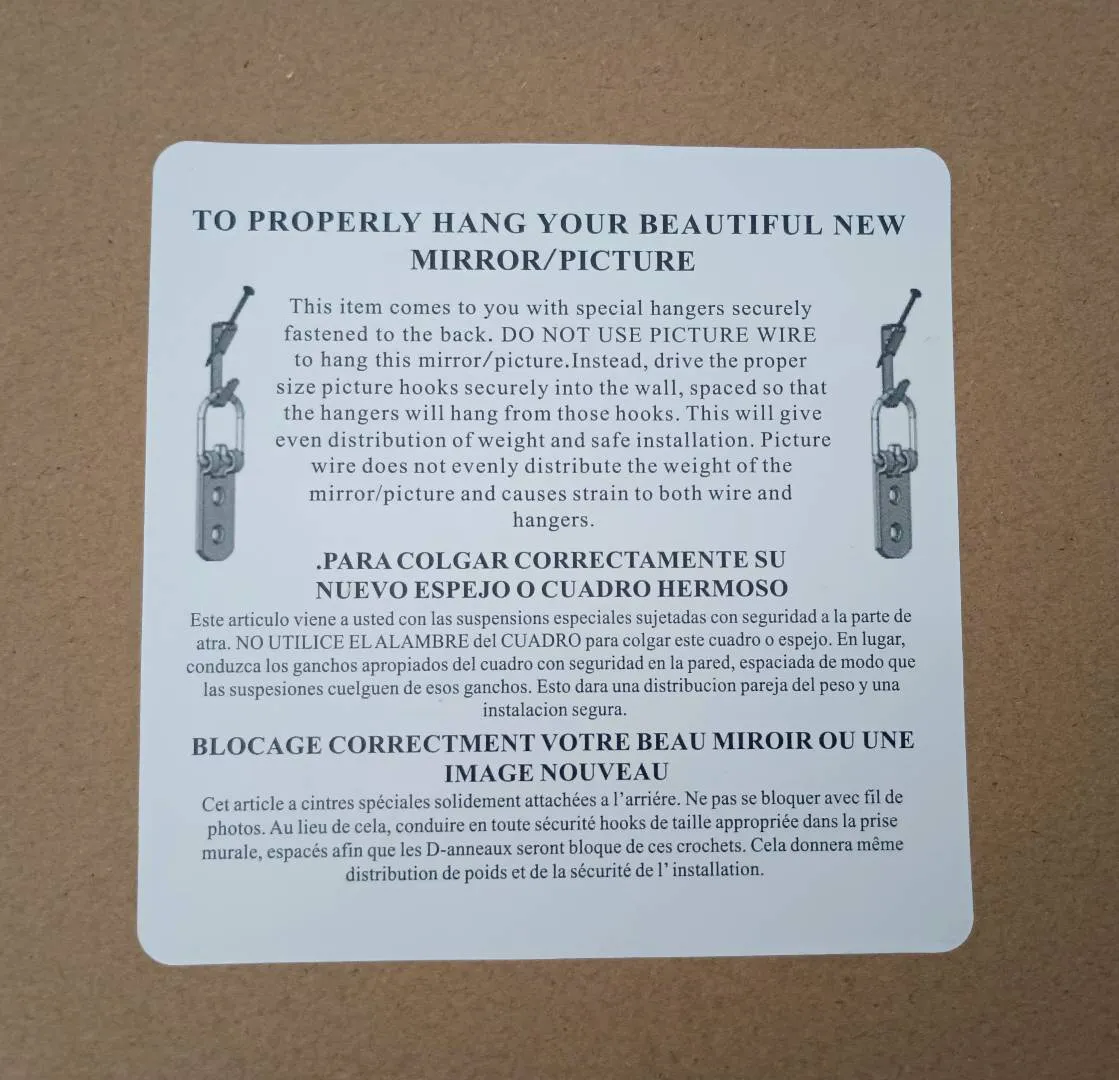 TO PROPERLY HANG YOUR BEAUTIFUL NEW
MIRROR/PICTURE
This item comes to you with special hangers securely
fastened to the back. DO NOT USE PICTURE WIRE
to hang this mirror/picture.Instead, drive the proper
size picture hooks securely into the wall, spaced so that
the hangers will hang from those hooks. This will give
even distribution of weight and safe installation. Picture
wire does not evenly distribute the weight of the
mirror/picture and causes strain to both wire and
hangers.
.PARA COLGAR CORRECTAMENTE SU
NUEVO ESPEJO O CUADRO HERMOSO
Este articulo viene a usted con las suspensions especiales sujetadas con seguridad a la parte de
atra. NO UTILICE EL ALAMBRE del CUADRO para colgar este cuadro o espejo. En lugar,
conduzca los ganchos apropiados del cuadro con seguridad en la pared, espaciada de modo que
las suspesiones cuelguen de esos ganchos. Esto dara una distribucion pareja del peso y una
instalacion segura.
BLOCAGE CORRECTMENT VOTRE BEAU MIROIR OU UNE
IMAGE NOUVEAU
Cet article a cintres spéciales solidement attachées a l'arriére. Ne pas se bloquer avec fil de
photos. Au lieu de cela, conduire en toute sécurité hooks de taille appropriée dans la prise
murale, espacés afin que les D-anneaux seront bloque de ces crochets. Cela donnera même
distribution de poids et de la sécurité de l' installation.